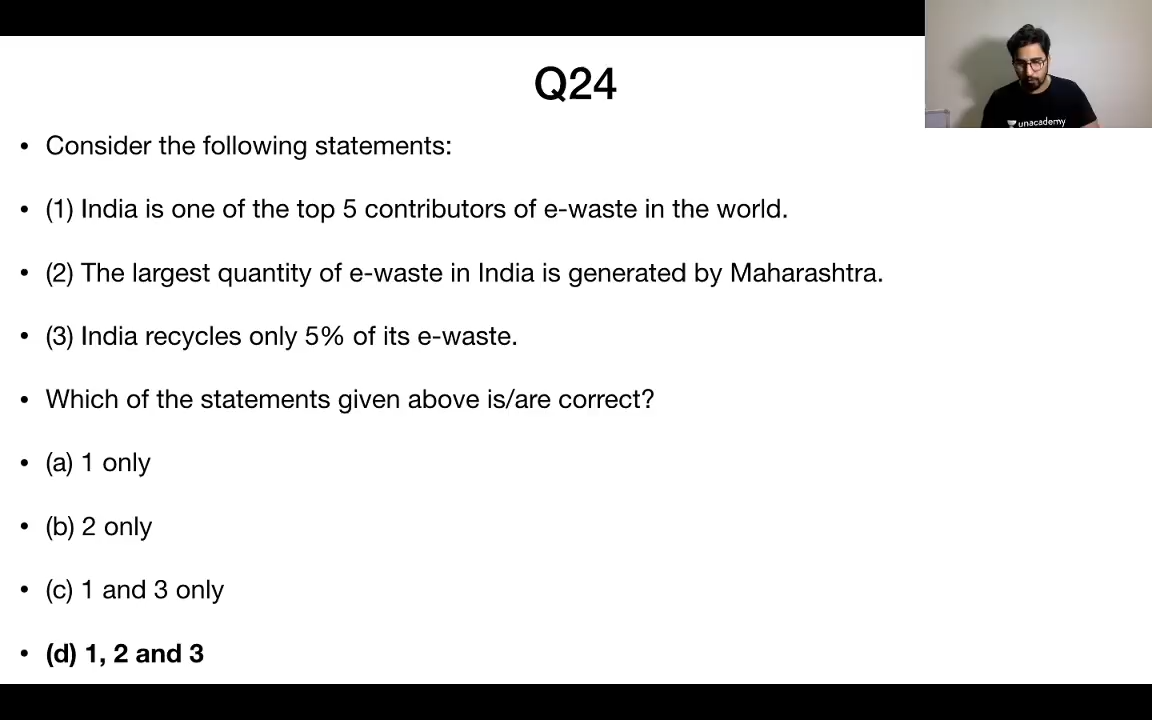 Q24
• Consider the following statements:
• (1) India is one of the top 5 contributors of e-waste in the world.
• (2) The largest quantity of e-waste in India is generated by Maharashtra.
• (3) India recycles only 5% of its e-waste.
• Which of the statements given above is/are correct?
• (a) 1 only
• (b) 2 only
• (c) 1 and 3 only
• (d) 1, 2 and 3
unacademy